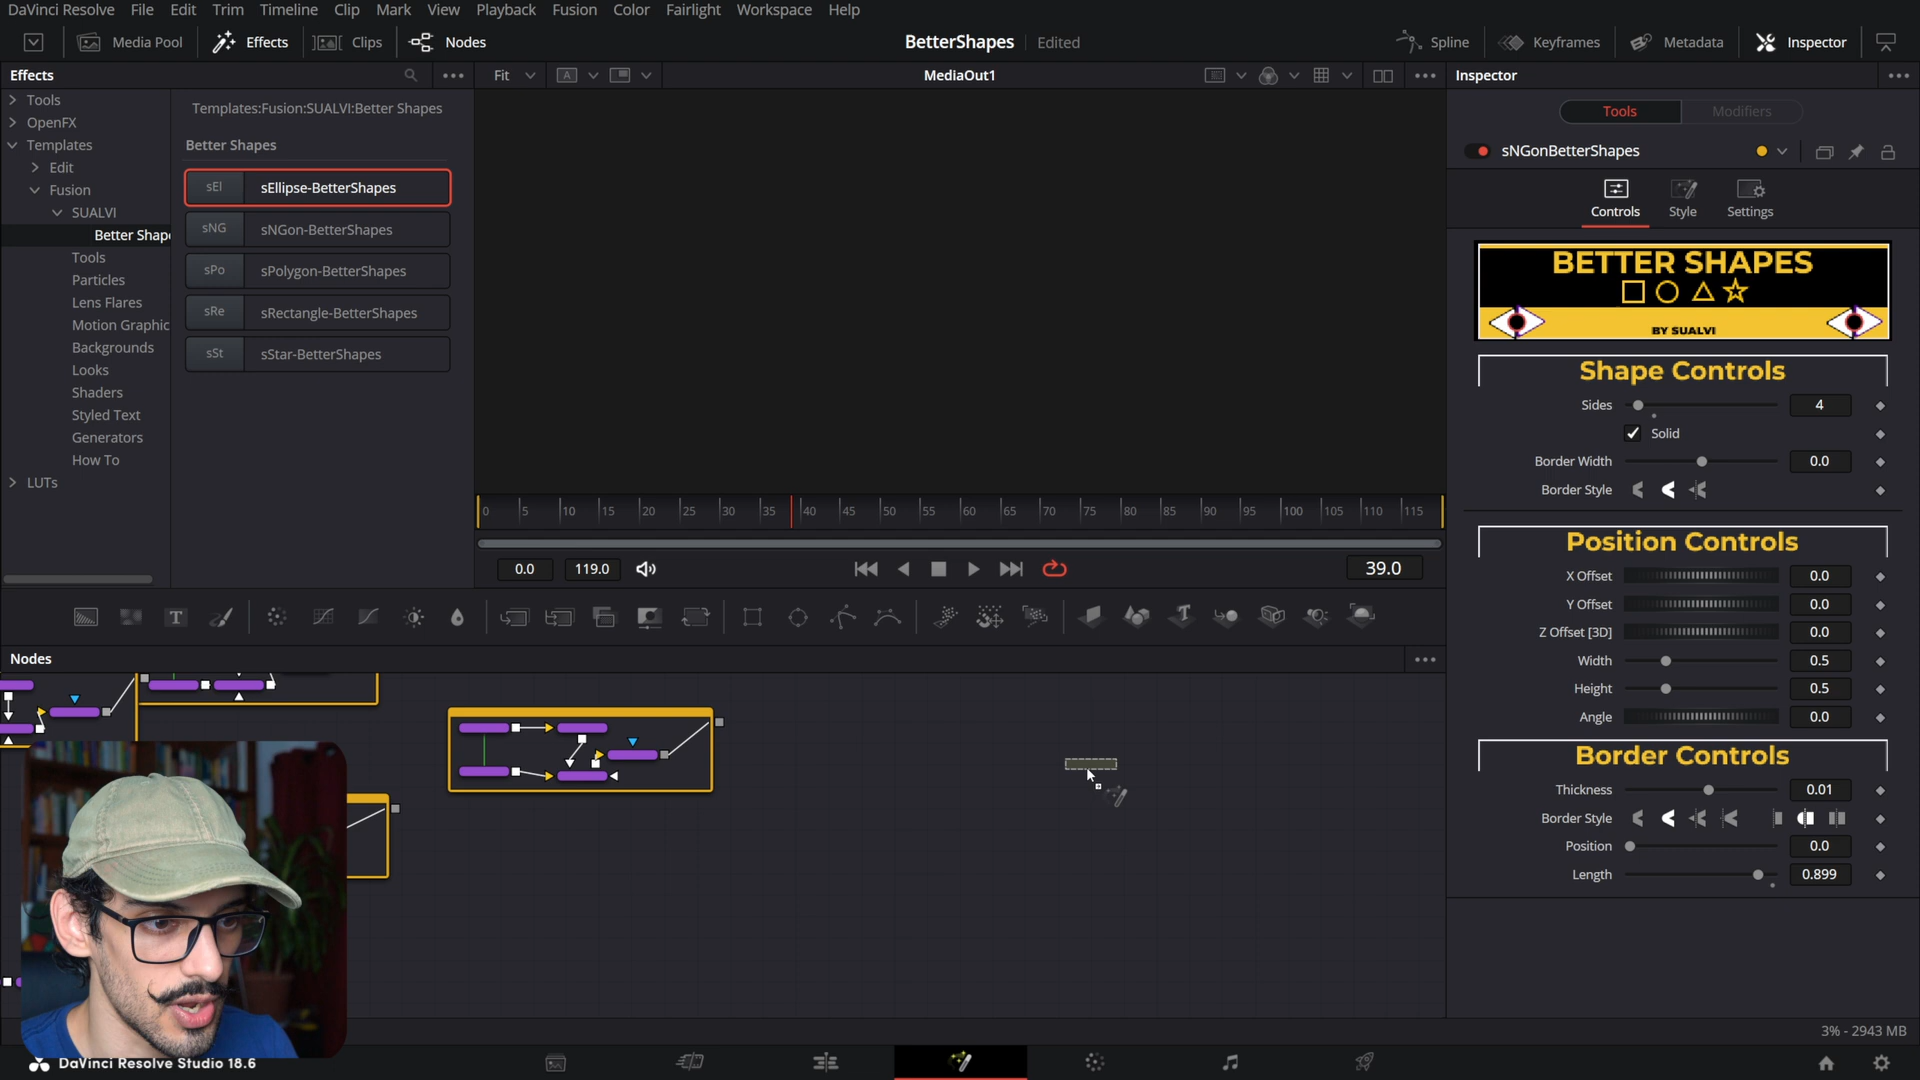 DaVinci Resolve File Edit Trim Timeline Clip Mark View Playback Fusion Color Fairlight Workspace Help
Media Pool Effects Clips Nodes BetterShapes Edited Spline Keyframes Metadata Inspector
Effects Fit A MediaOut1 Inspector
Tools
OpenFX
Templates
Edit
Fusion
SUALVI
Better Shape
Tools
Particles
Lens Flares
Motion Graphic
Backgrounds
Looks
Shaders
Styled Text
Generators
How To
LUTs
Templates:Fusion:SUALVI:Better Shapes
Better Shapes
sEl sEllipse-BetterShapes
sNG sNGon-BetterShapes
sPo sPolygon-BetterShapes
sRe sRectangle-BetterShapes
sSt sStar-BetterShapes
0 5 10 15 20 25 30 35 40 45 50 55 60 65 70 75 80 85 90 95 100 105 110 115
0.0 119.0 39.0
T T
Nodes
Tools Modifiers
sNGonBetterShapes
Controls Style Settings
BETTER SHAPES
BY SUALVI
Shape Controls
Sides 4
Solid
Border Width 0.0
Border Style
Position Controls
X Offset 0.0
Y Offset 0.0
Z Offset [3D] 0.0
Width 0.5
Height 0.5
Angle 0.0
Border Controls
Thickness 0.01
Border Style
Position 0.0
Length 0.899
3% - 2943 MB
DaVinci Resolve Studio 18.6